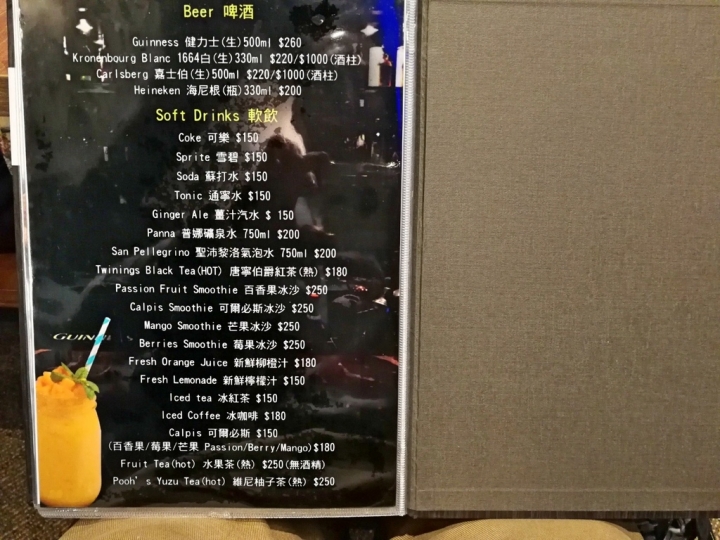 Beer 啤酒
Guinness 健力士(生)500ml $260
Kronenbourg Blanc 1664白(生)330ml $220/$1000(酒柱)
Carlsberg 嘉士伯(生)500ml $220/$1000(酒柱)
Heineken 海尼根(瓶)330ml $200
Soft Drinks 軟飲
Coke 可樂 $150
Sprite 雪碧 $150
Soda 蘇打水 $150
Tonic 通寧水 $150
Ginger Ale 薑汁汽水 $ 150
Panna 普娜礦泉水 750ml $200
San Pellegrino 聖沛黎洛氣泡水 750ml $200
Twinings Black Tea(HOT) 唐寧伯爵紅茶(熱) $180
Passion Fruit Smoothie 百香果冰沙 $250
Calpis Smoothie 可爾必斯冰沙 $250
Mango Smoothie 芒果冰沙 $250
Berries Smoothie 莓果冰沙 $250
Fresh Orange Juice 新鮮柳橙汁 $180
Fresh Lemonade 新鮮檸檬汁 $150
Iced tea 冰紅茶 $150
Iced Coffee 冰咖啡 $180
Calpis 可爾必斯 $150
(百香果/莓果/芒果 Passion/Berry/Mango)$180
Fruit Tea(hot) 水果茶(熱) $250(無酒精)
Pooh's Yuzu Tea(hot) 維尼柚子茶(熱) $250